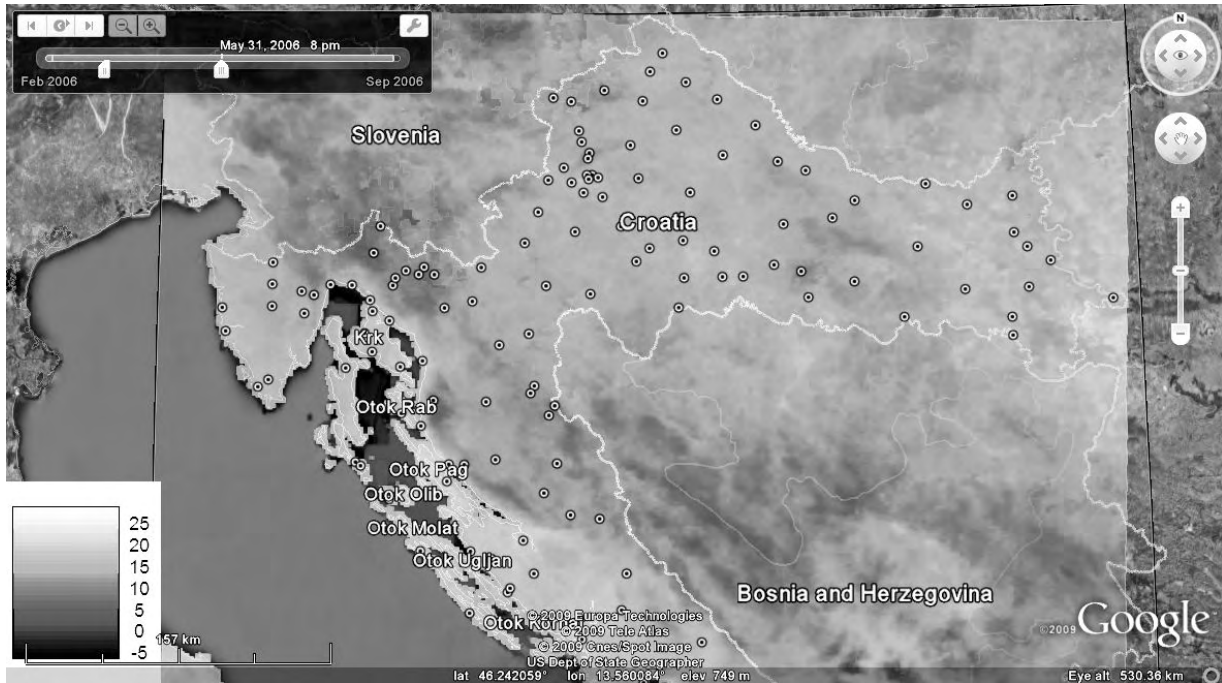 May 31, 2006 8 pm
Feb 2006
Sep 2006
N
Slovenia
Croatia
Krk
Otok Rab
Otok Pag
Otok Olib
Otok Molat
Otok Ugljan
Bosnia and Herzegovina
25
20
15
10
5
0
-5
157 km
Otok
© 2009 Europa Technologies
© 2009 Tele Atlas
© 2009 Cnes/Spot Image
US Dept of State Geographer
©2009 Google
lat 46.242059° lon 13.560084° elev 749 m
Eye alt 530.36 km